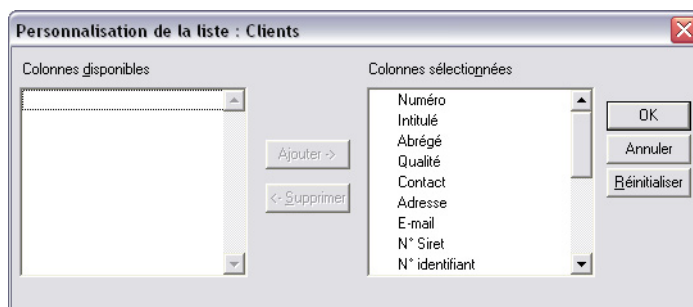 Personnalisation de la liste : Clients
Colonnes disponibles
Colonnes sélectionnées
Numéro
Intitulé
Abrégé
Qualité
Contact
Adresse
E-mail
N° Siret
N° identifiant
Ajouter ->
<- Supprimer
OK
Annuler
Réinitialiser